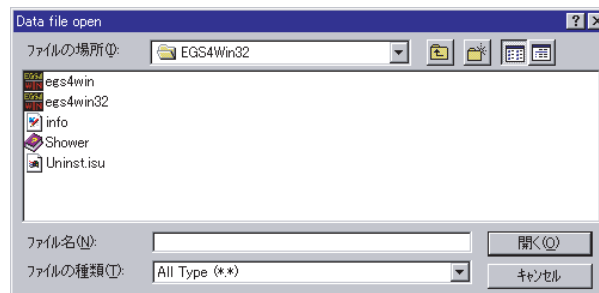 Data file open
ﾌｧｲﾙの場所(I):
EGS4Win32
egs4win
egs4win32
info
Shower
Uninst.isu
ﾌｧｲﾙ名(N):
開く(O)
ﾌｧｲﾙの種類(T):
All Type (*.*)
ｷｬﾝｾﾙ